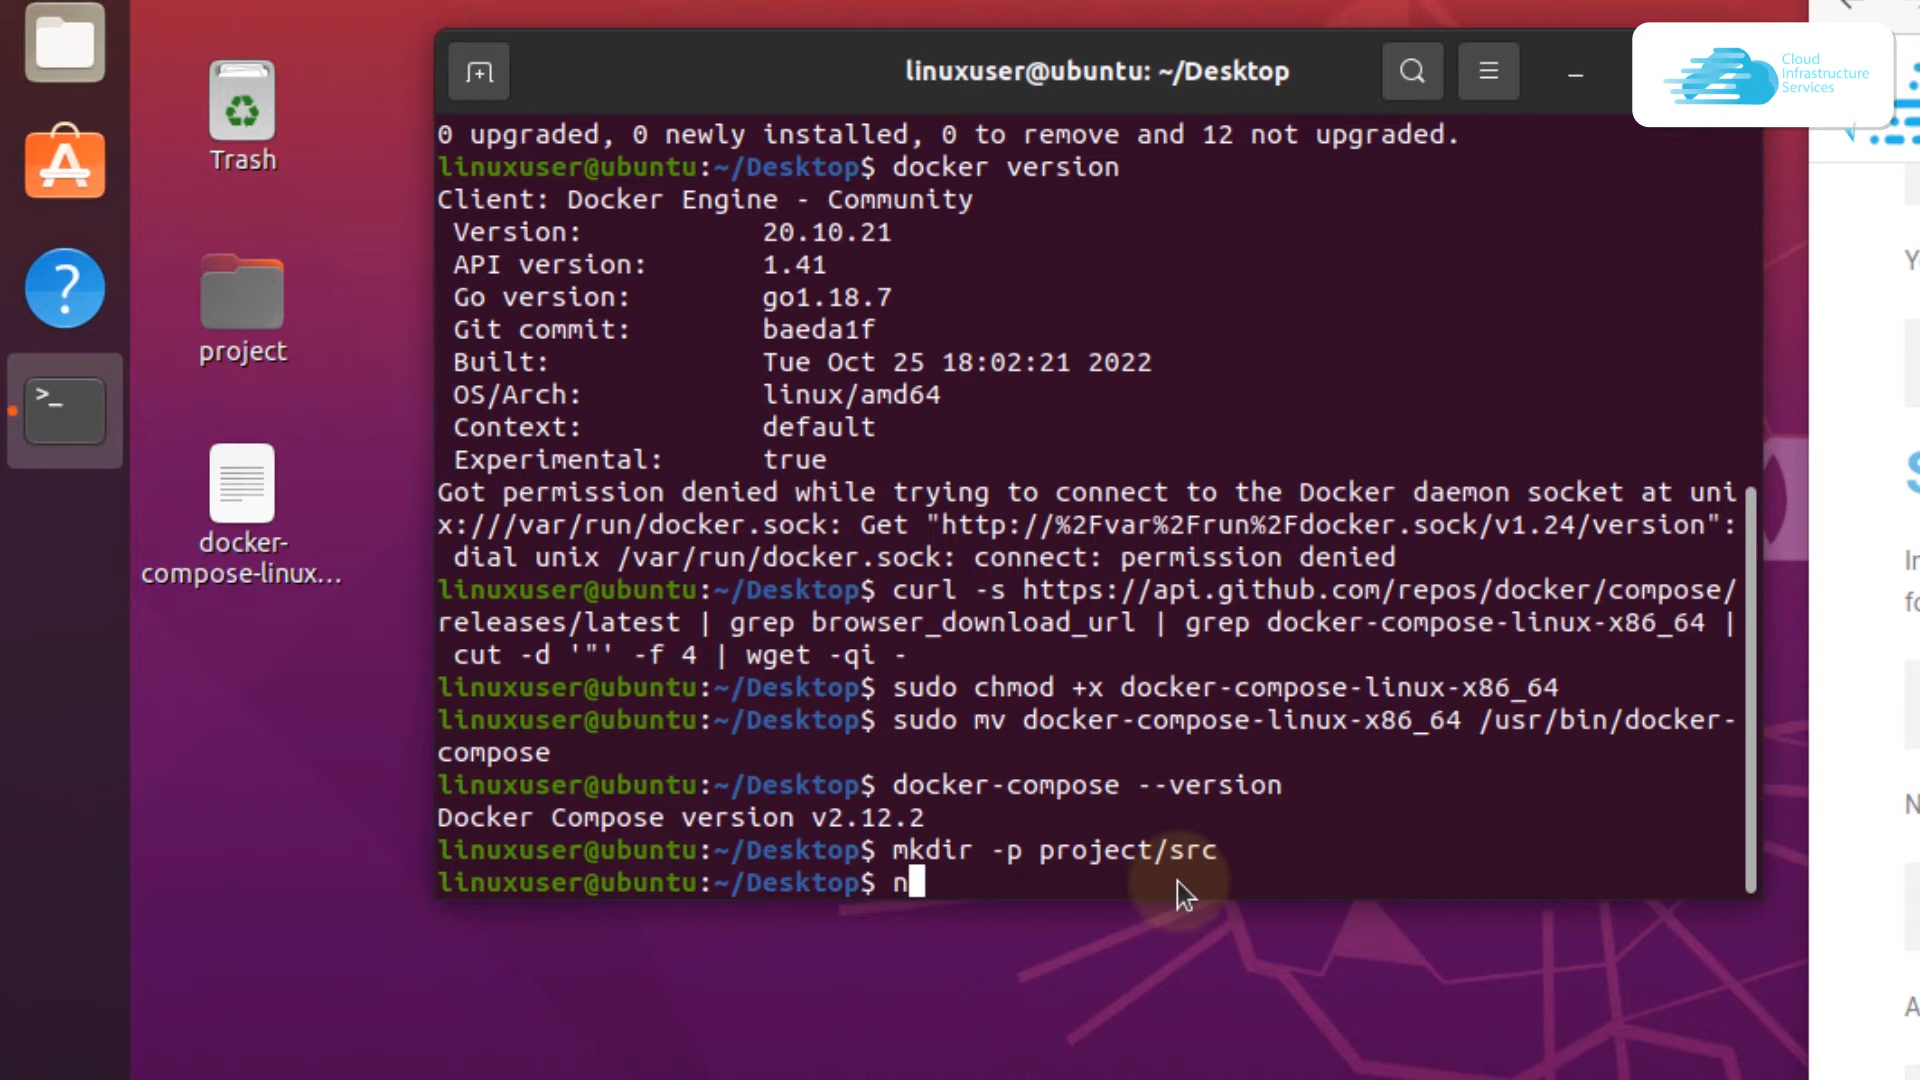 linuxuser@ubuntu: ~/Desktop
Cloud
Infrastructure
Services
Trash
project
docker-
compose-linux...
0 upgraded, 0 newly installed, 0 to remove and 12 not upgraded.
linuxuser@ubuntu:~/Desktop$ docker version
Client: Docker Engine - Community
Version: 20.10.21
API version: 1.41
Go version: go1.18.7
Git commit: baeda1f
Built: Tue Oct 25 18:02:21 2022
OS/Arch: linux/amd64
Context: default
Experimental: true
Got permission denied while trying to connect to the Docker daemon socket at uni
x:///var/run/docker.sock: Get "http://%2Fvar%2Frun%2Fdocker.sock/v1.24/version":
dial unix /var/run/docker.sock: connect: permission denied
linuxuser@ubuntu:~/Desktop$ curl -s https://api.github.com/repos/docker/compose/
releases/latest | grep browser_download_url | grep docker-compose-linux-x86_64 |
cut -d '"' -f 4 | wget -qi -
linuxuser@ubuntu:~/Desktop$ sudo chmod +x docker-compose-linux-x86_64
linuxuser@ubuntu:~/Desktop$ sudo mv docker-compose-linux-x86_64 /usr/bin/docker-
compose
linuxuser@ubuntu:~/Desktop$ docker-compose --version
Docker Compose version v2.12.2
linuxuser@ubuntu:~/Desktop$ mkdir -p project/src
linuxuser@ubuntu:~/Desktop$ n